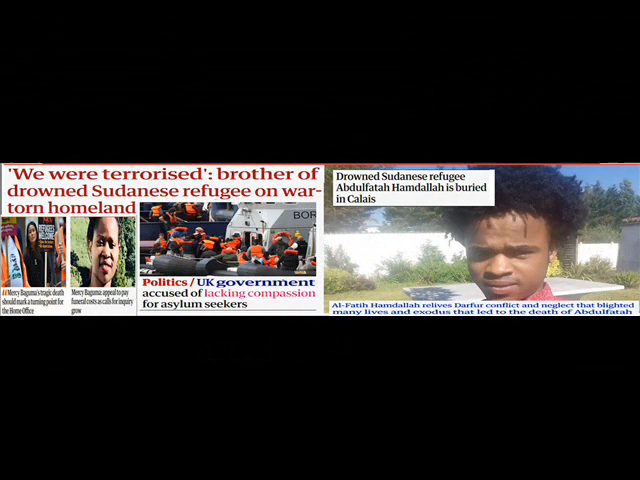 'We were terrorised': brother of
drowned Sudanese refugee on war-
torn homeland
REFUGEES
WELCOME
Mercy Baguma's tragic death
should mark a turning point for
the Home Office
Mercy Baguma: appeal to pay
funeral costs as calls for inquiry
grow
BOR
Politics / UK government
accused of lacking compassion
for asylum seekers
Drowned Sudanese refugee
Abdulfatah Hamdallah is buried
in Calais
Al-Fatih Hamdallah relives Darfur conflict and neglect that blighted
many lives and exodus that led to the death of Abdulfatah